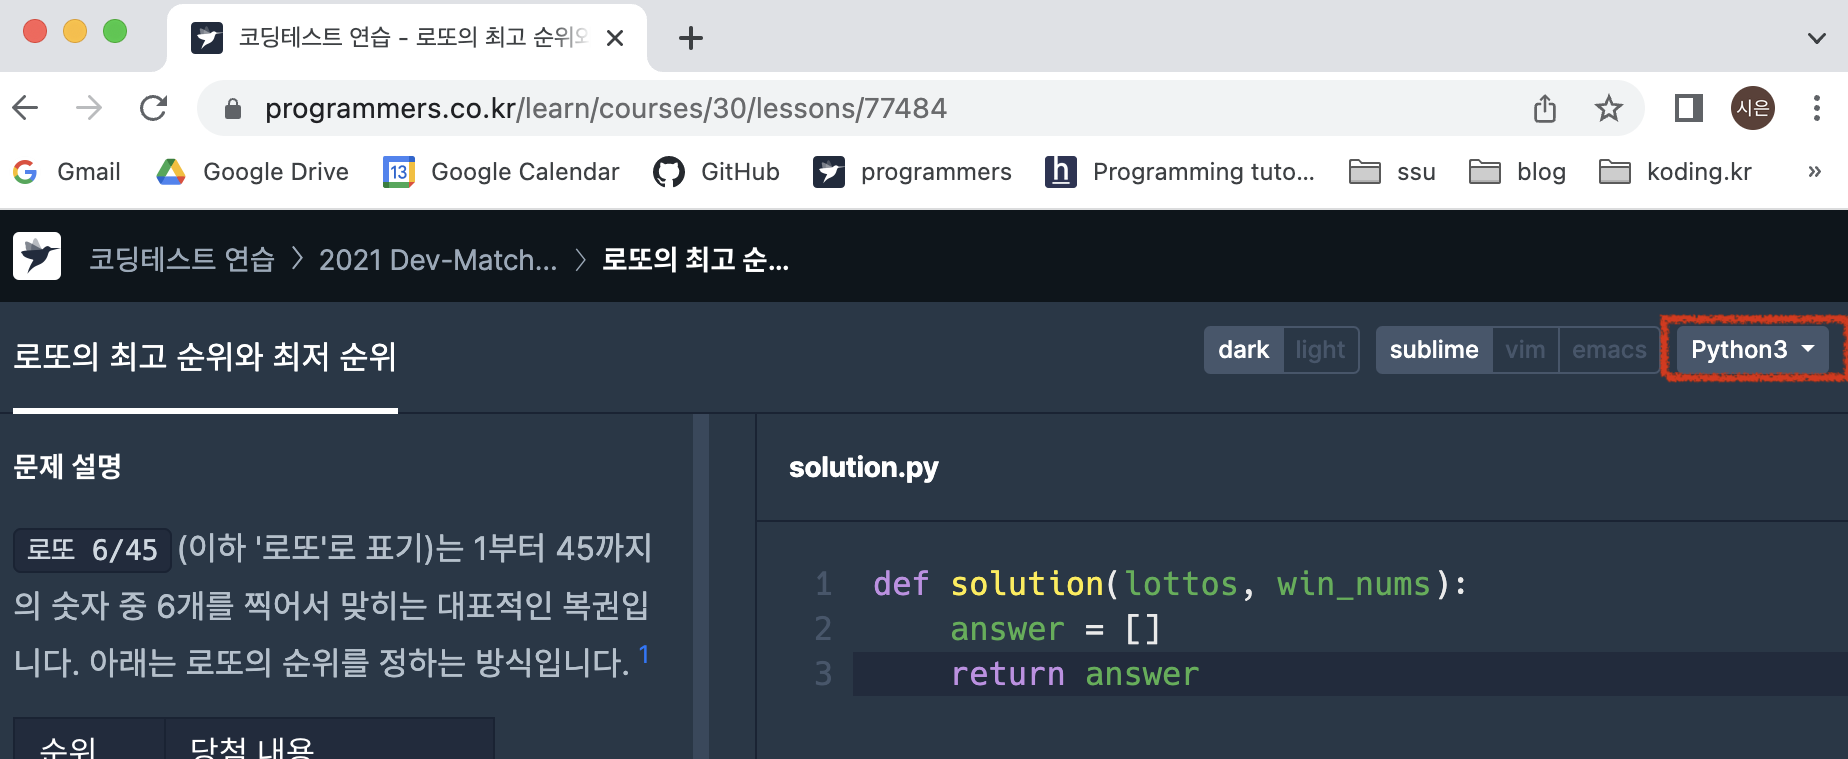 코딩테스트 연습 - 로또의 최고 순위와
programmers.co.kr/learn/courses/30/lessons/77484
시은
Gmail
Google Drive
13
Google Calendar
GitHub
programmers
h
Programming tuto...
ssu
blog
koding.kr
»
코딩테스트 연습 > 2021 Dev-Match... > 로또의 최고 순...
로또의 최고 순위와 최저 순위
dark light
sublime vim emacs
Python3
문제 설명
로또 6/45 (이하 '로또'로 표기)는 1부터 45까지
의 숫자 중 6개를 찍어서 맞히는 대표적인 복권입
니다. 아래는 로또의 순위를 정하는 방식입니다. 1
순위 당첨 내용
solution.py
1 def solution(lottos, win_nums):
2     answer = []
3     return answer